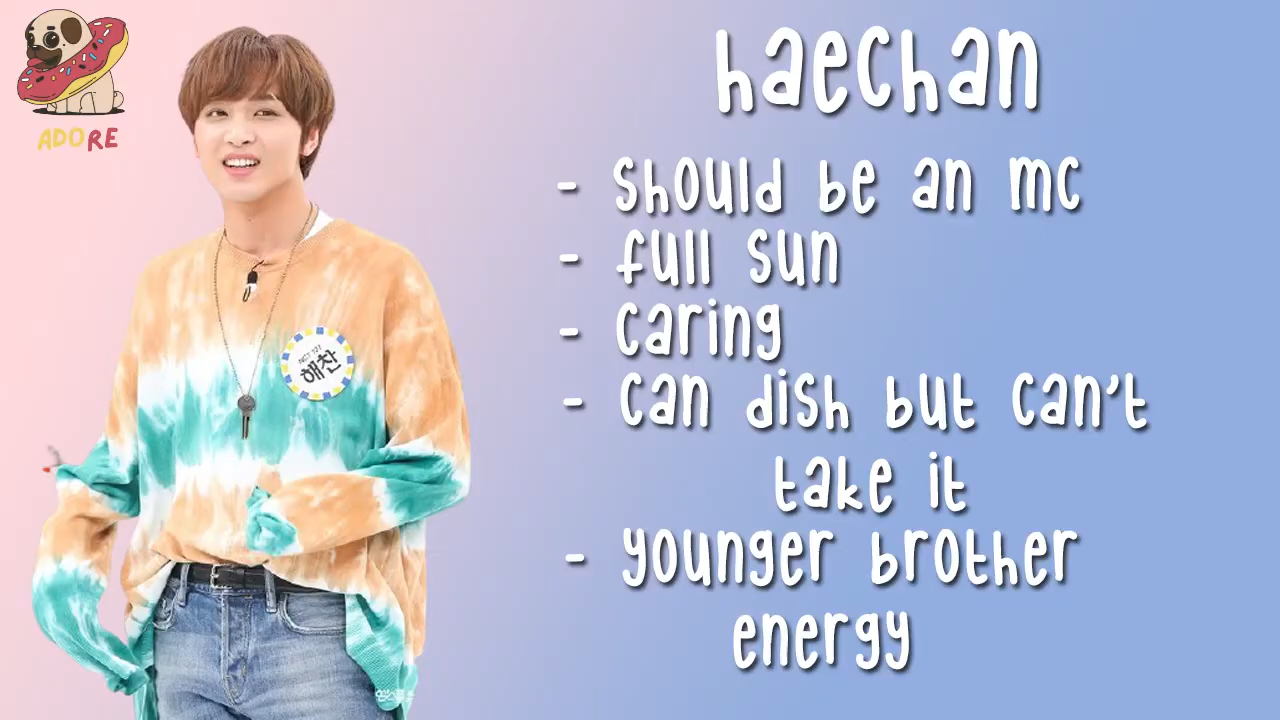 ADORE
haechan
- should be an mc
- full sun
- caring
- can dish but can't
take it
- younger brother
energy
NCT 127
해찬